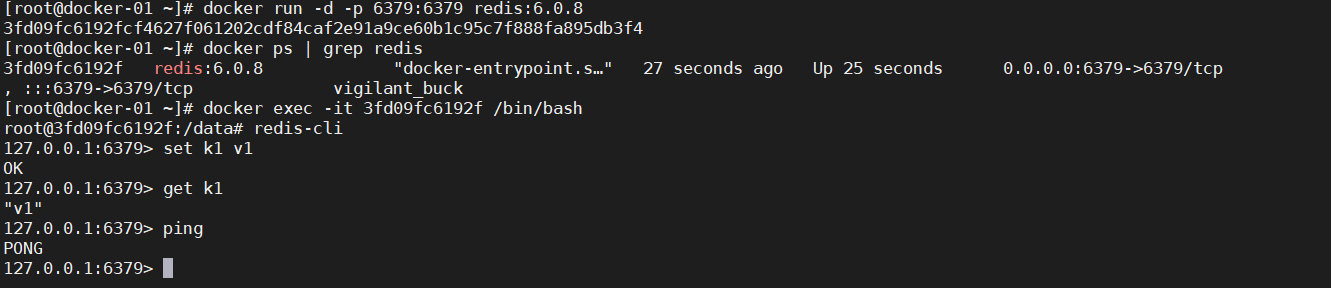 [root@docker-01 ~]# docker run -d -p 6379:6379 redis:6.0.8
3fd09fc6192fcf4627f061202cdf84caf2e91a9ce60b1c95c7f888fa895db3f4
[root@docker-01 ~]# docker ps | grep redis
3fd09fc6192f   redis:6.0.8             "docker-entrypoint.s…"   27 seconds ago   Up 25 seconds      0.0.0.0:6379->6379/tcp
, :::6379->6379/tcp              vigilant_buck
[root@docker-01 ~]# docker exec -it 3fd09fc6192f /bin/bash
root@3fd09fc6192f:/data# redis-cli
127.0.0.1:6379> set k1 v1
OK
127.0.0.1:6379> get k1
"v1"
127.0.0.1:6379> ping
PONG
127.0.0.1:6379>